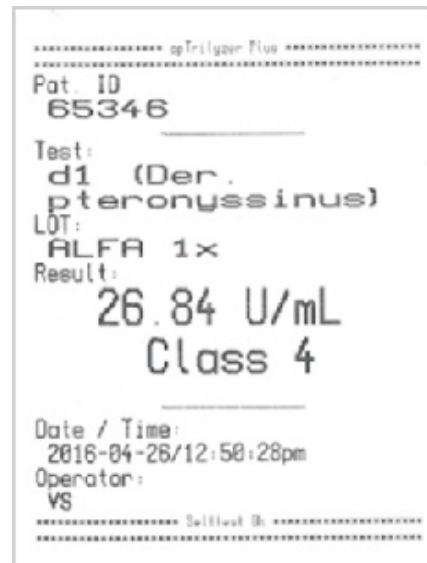 opTrilyzer Plus
Pat. ID
65346
Test:
d1 (Der.
pteronyssinus)
LOT:
ALFA 1x
Result:
26.84 U/mL
Class 4
Date / Time:
2016-04-26/12:50:28pm
Operator:
VS
Selftest Ok